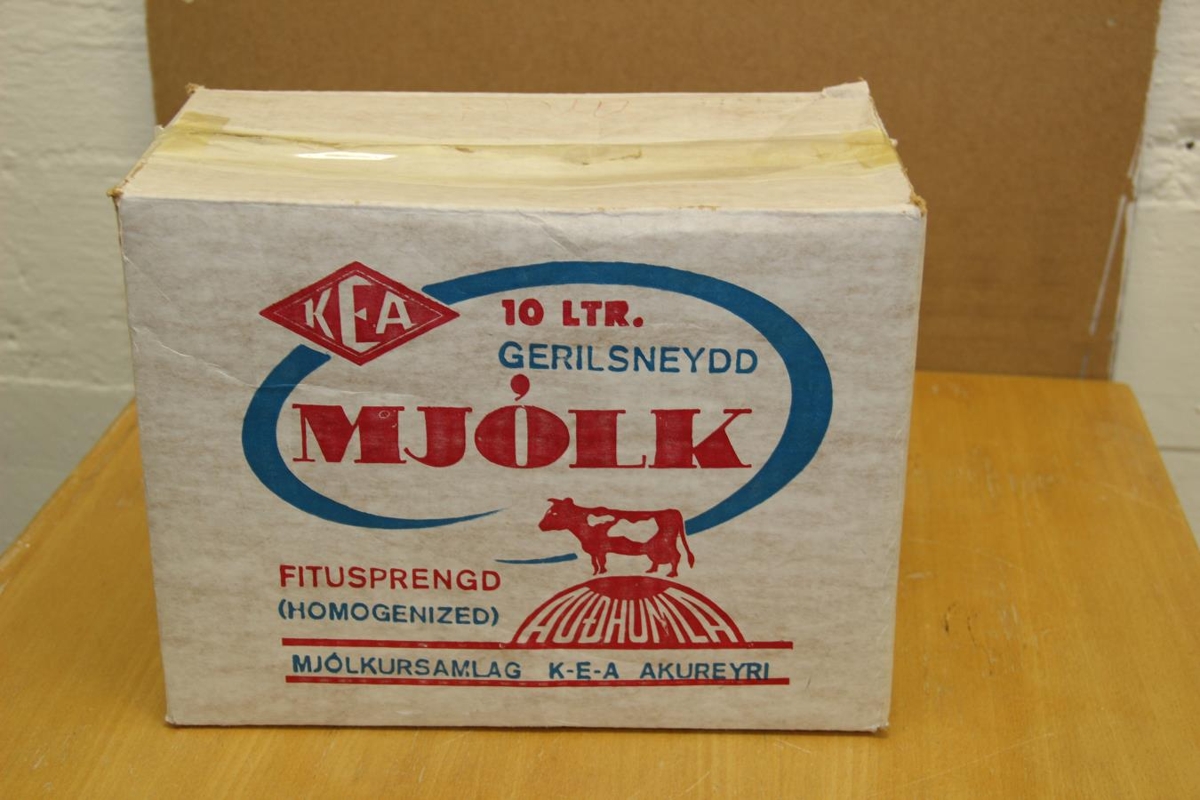 KEA
10 LTR.
GERILSNEYDD
MJÓLK
FITUSPRENGD
(HOMOGENIZED)
AUÐHUMLA
MJÓLKURSAMLAG K-E-A AKUREYRI